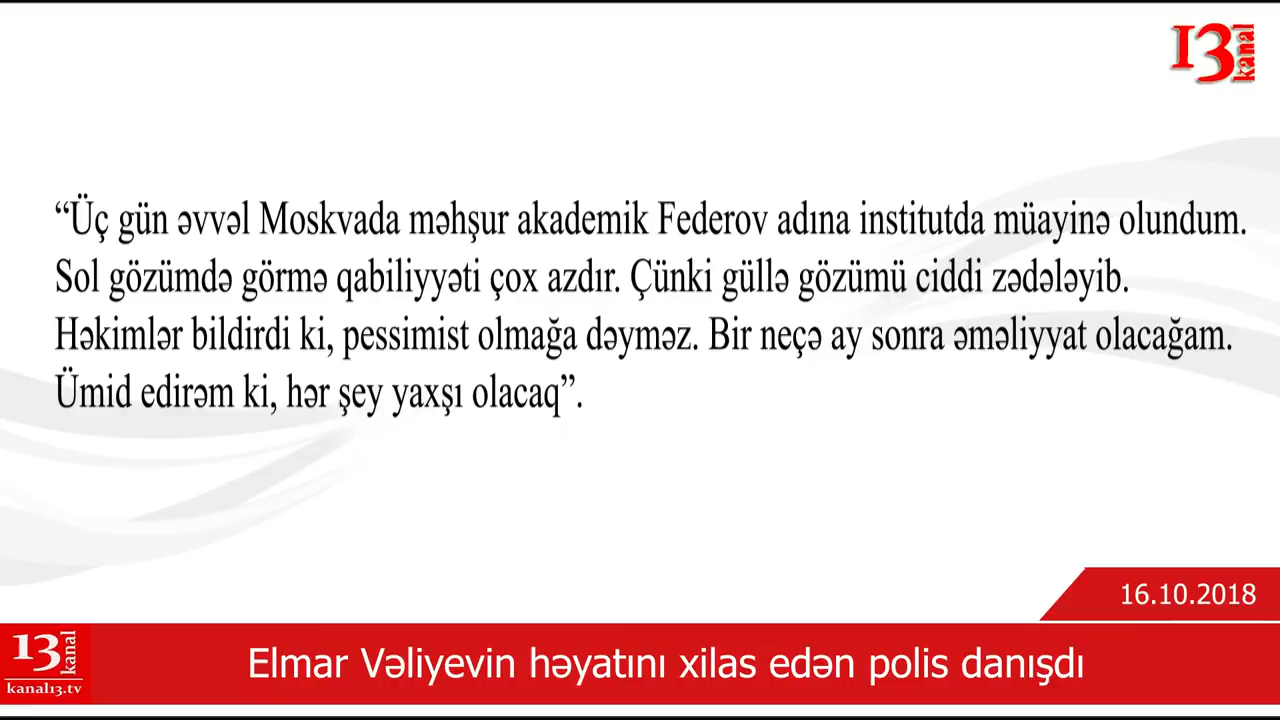 13 kanal
“Üç gün əvvəl Moskvada məhşur akademik Federov adına institutda müayinə olundum.
Sol gözümdə görmə qabiliyyəti çox azdır. Çünki güllə gözümü ciddi zədələyib.
Həkimlər bildirdi ki, pessimist olmağa dəyməz. Bir neçə ay sonra əməliyyat olacağam.
Ümid edirəm ki, hər şey yaxşı olacaq”.
16.10.2018
13 kanal
kanal13.tv
Elmar Vəliyevin həyatını xilas edən polis danışdı